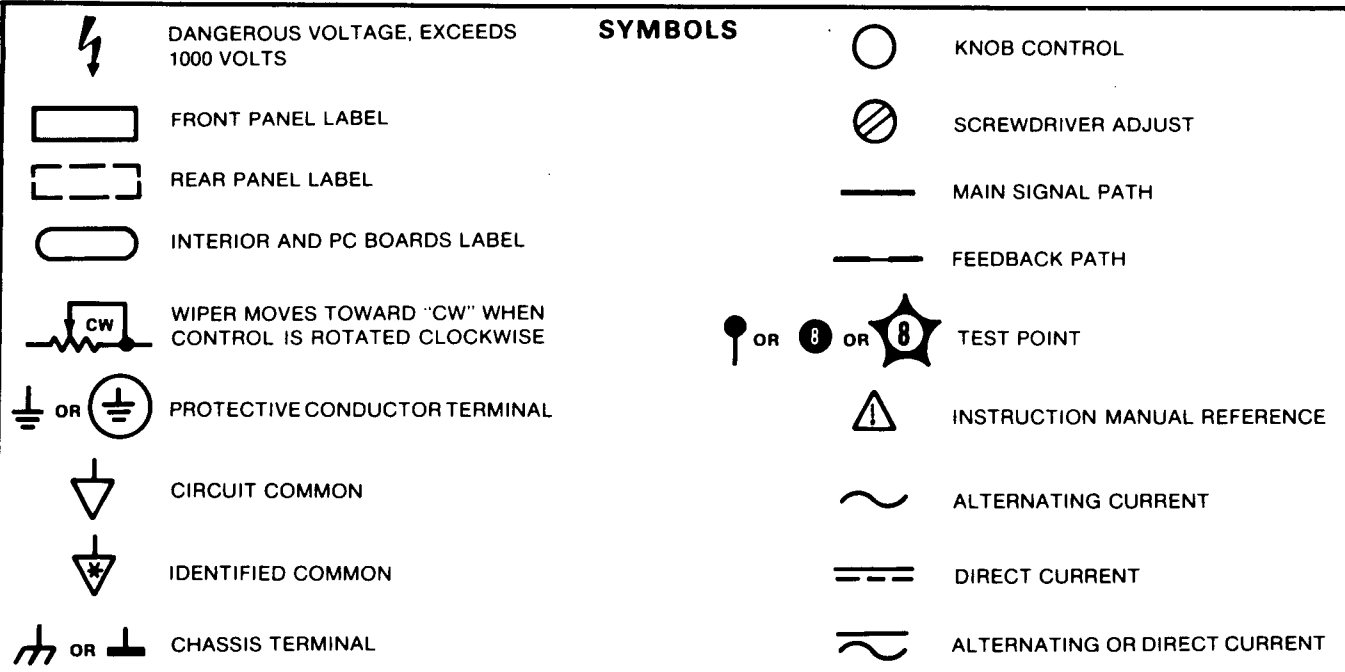 SYMBOLS
DANGEROUS VOLTAGE, EXCEEDS
1000 VOLTS
FRONT PANEL LABEL
REAR PANEL LABEL
INTERIOR AND PC BOARDS LABEL
CW
WIPER MOVES TOWARD "CW" WHEN
CONTROL IS ROTATED CLOCKWISE
OR
PROTECTIVE CONDUCTOR TERMINAL
CIRCUIT COMMON
*
IDENTIFIED COMMON
OR
CHASSIS TERMINAL
KNOB CONTROL
SCREWDRIVER ADJUST
MAIN SIGNAL PATH
FEEDBACK PATH
OR 8 OR 8
TEST POINT
!
INSTRUCTION MANUAL REFERENCE
ALTERNATING CURRENT
DIRECT CURRENT
ALTERNATING OR DIRECT CURRENT